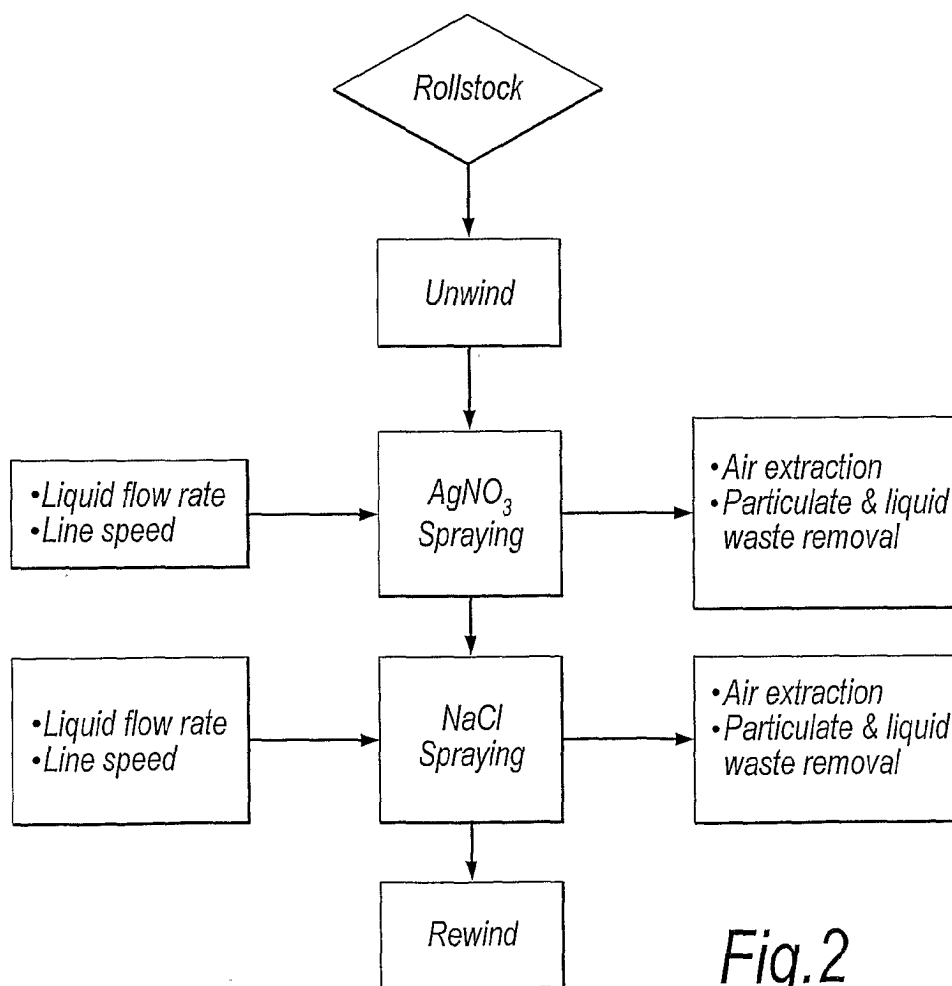 Rollstock
Unwind
•Liquid flow rate
•Line speed
AgNO₃
Spraying
•Air extraction
•Particulate & liquid
waste removal
•Liquid flow rate
•Line speed
NaCl
Spraying
•Air extraction
•Particulate & liquid
waste removal
Rewind
Fig.2